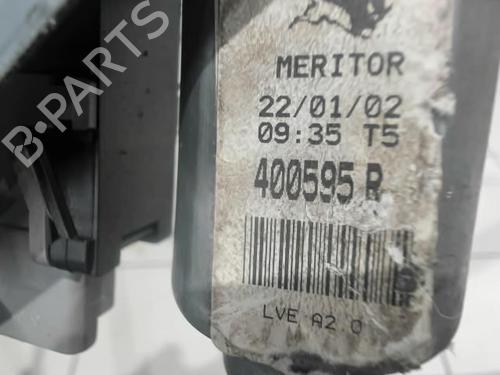 MERITOR
22/01/02
09:35 T5
400595 R
LVE A2 0
B-PARTS